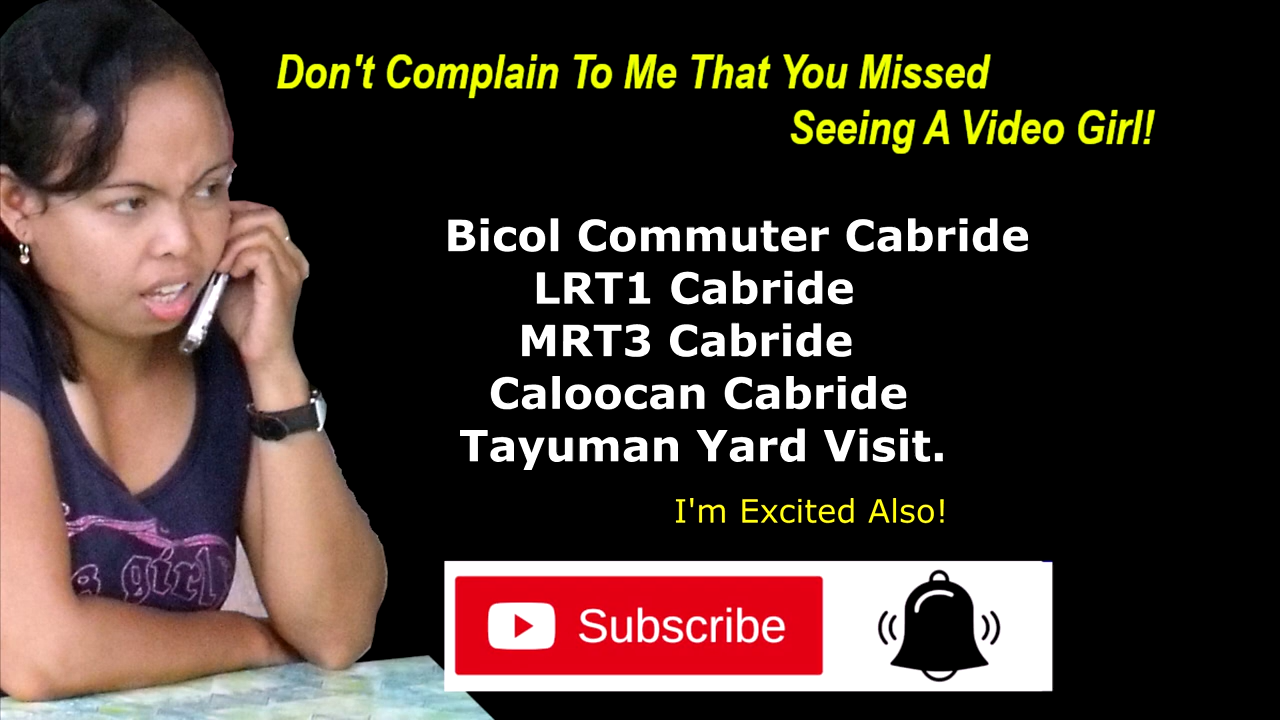 Don't Complain To Me That You Missed
Seeing A Video Girl!
Bicol Commuter Cabride
LRT1 Cabride
MRT3 Cabride
Caloocan Cabride
Tayuman Yard Visit.
I'm Excited Also!
Subscribe
girl